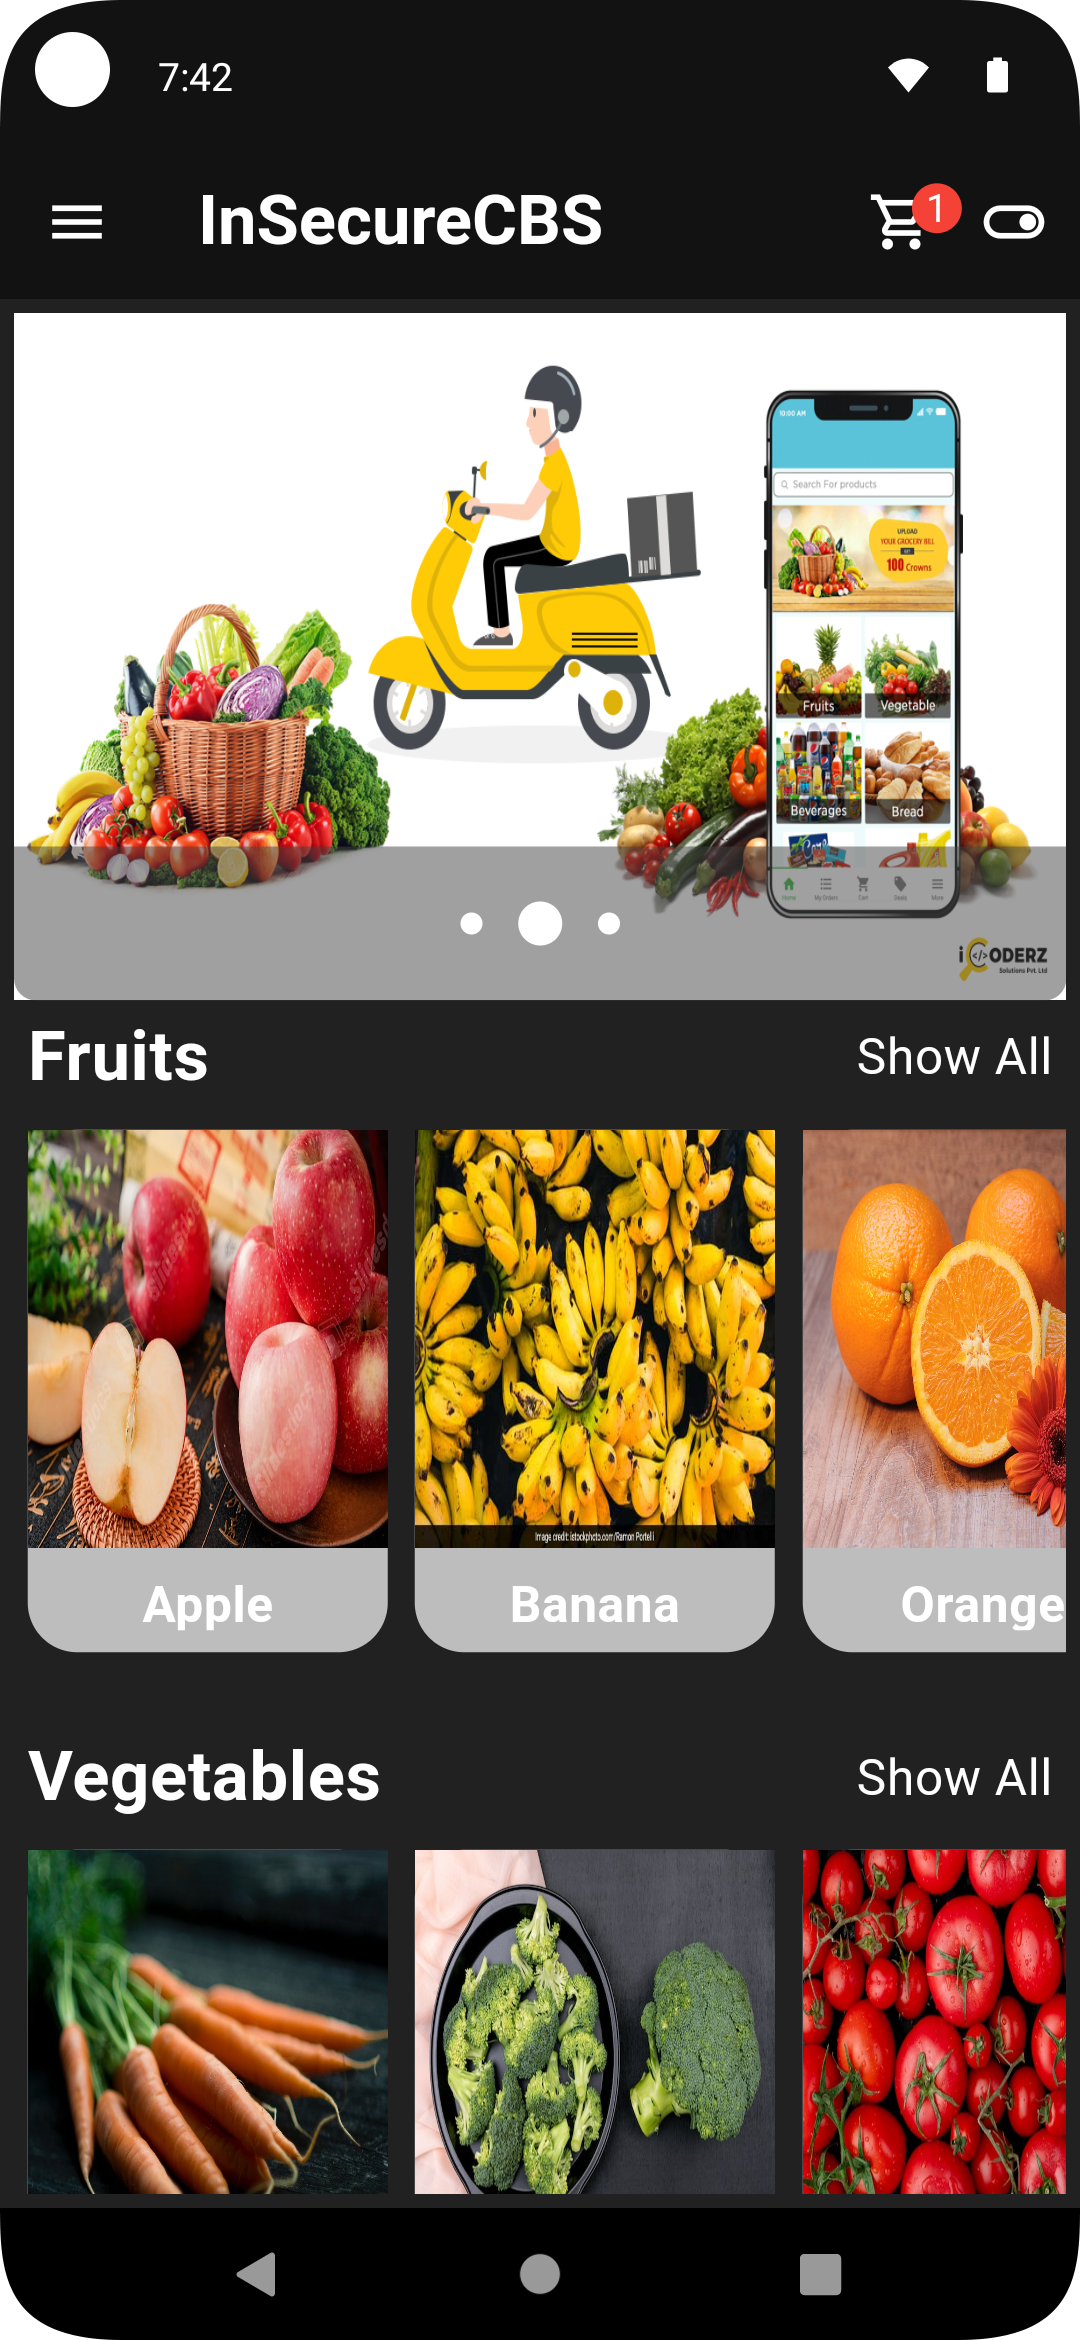 7:42
InSecureCBS
1
10:00 AM
Search For products
UPLOAD
YOUR GROCERY BILL
GET
100 Crowns
Fruits
Vegetable
Beverages
Bread
Home
My Orders
Cart
Deals
More
i</>CODERZ
Solutions Pvt. Ltd
Fruits
Show All
Image credit: istockphoto.com/Ramon Portelli
Apple
Banana
Orange
Vegetables
Show All